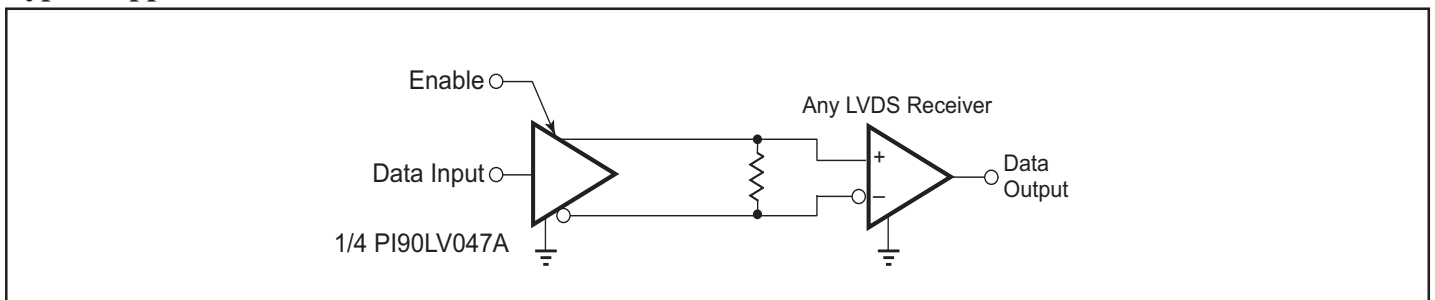 Enable
Any LVDS Receiver
+
Data Input
Data
Output
–
1/4 PI90LV047A